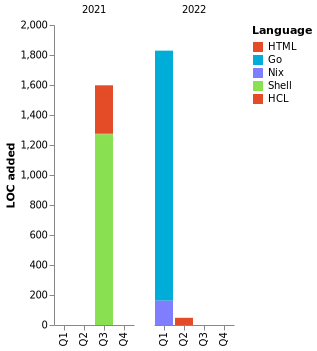 2021
2022
LOC added
2,000
1,800
1,600
1,400
1,200
1,000
800
600
400
200
0
Q1
Q2
Q3
Q4
Q1
Q2
Q3
Q4
Language
HTML
Go
Nix
Shell
HCL